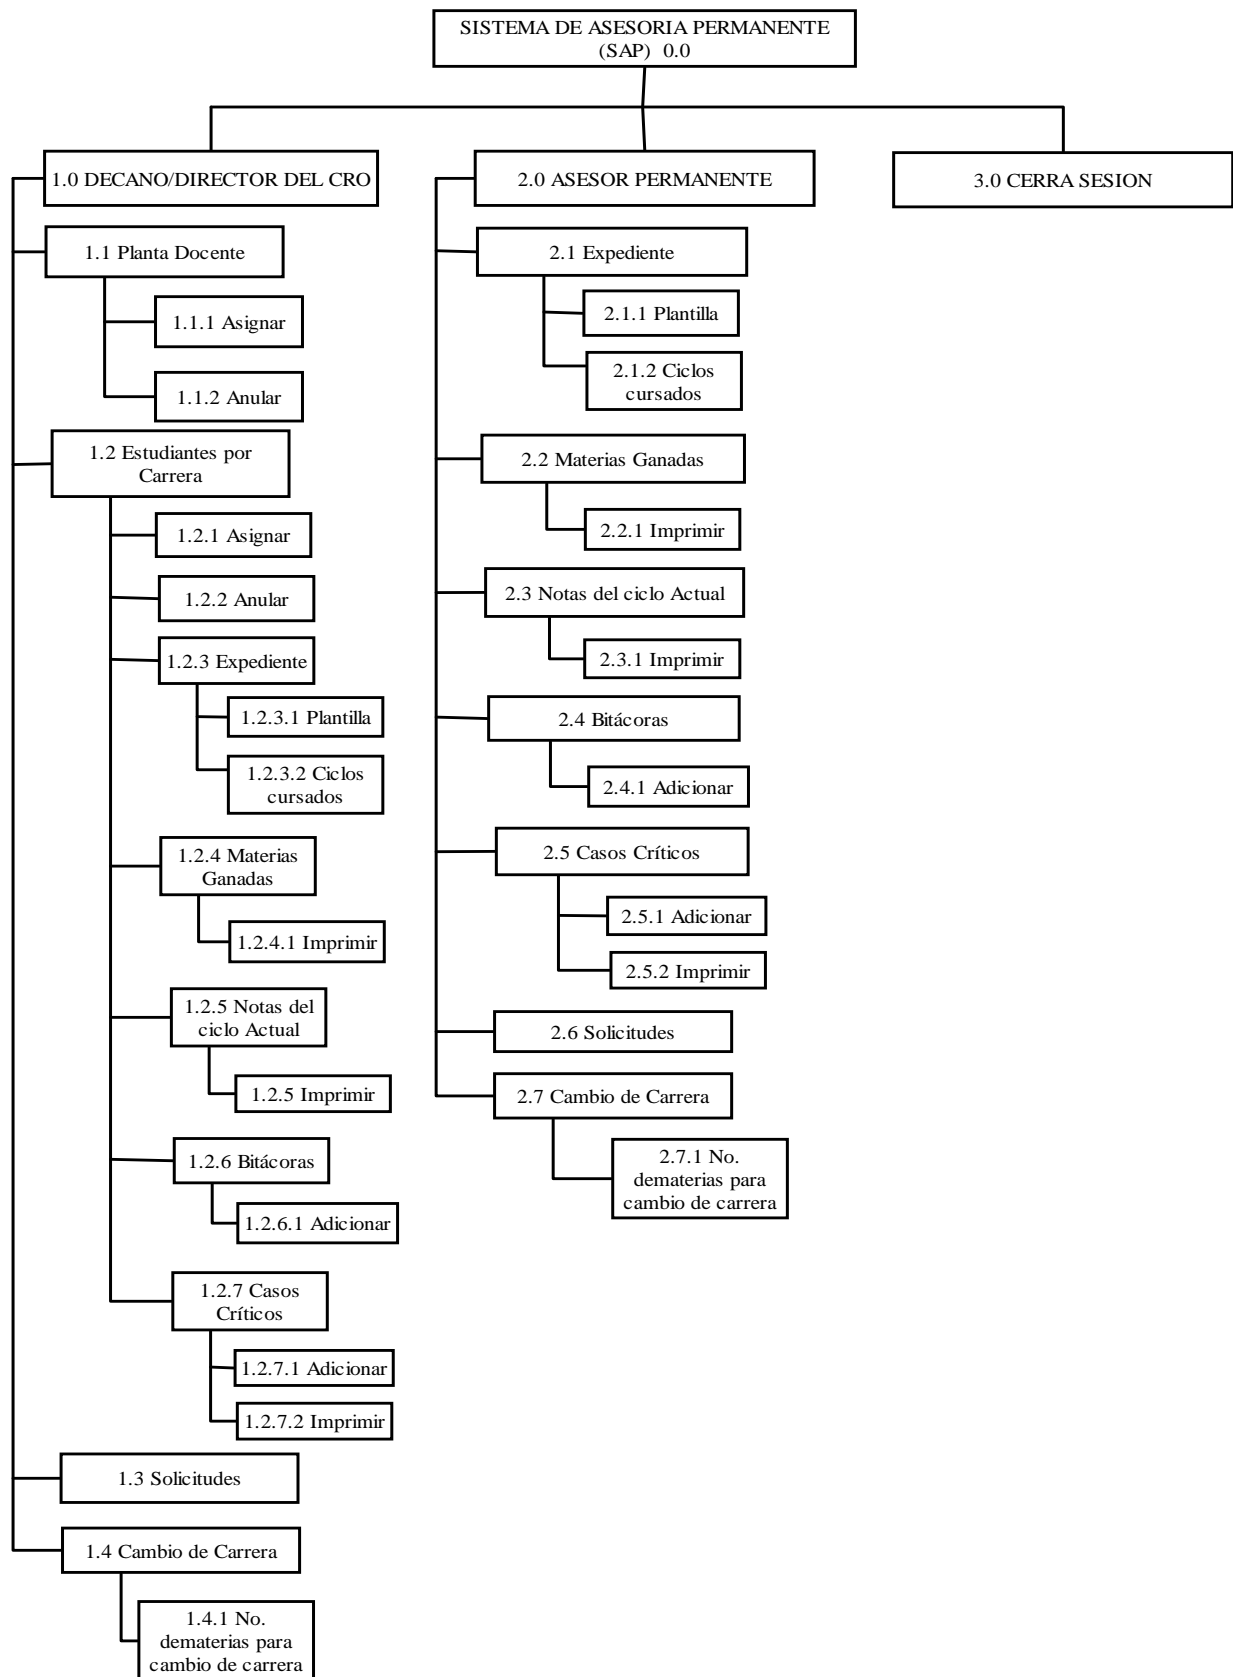 SISTEMA DE ASESORIA PERMANENTE
(SAP) 0.0
1.0 DECANO/DIRECTOR DEL CRO
1.1 Planta Docente
1.1.1 Asignar
1.1.2 Anular
1.2 Estudiantes por
Carrera
1.2.1 Asignar
1.2.2 Anular
1.2.3 Expediente
1.2.3.1 Plantilla
1.2.3.2 Ciclos
cursados
1.2.4 Materias
Ganadas
1.2.4.1 Imprimir
1.2.5 Notas del
ciclo Actual
1.2.5 Imprimir
1.2.6 Bitácoras
1.2.6.1 Adicionar
1.2.7 Casos
Críticos
1.2.7.1 Adicionar
1.2.7.2 Imprimir
1.3 Solicitudes
1.4 Cambio de Carrera
1.4.1 No.
dematerias para
cambio de carrera
2.0 ASESOR PERMANENTE
2.1 Expediente
2.1.1 Plantilla
2.1.2 Ciclos
cursados
2.2 Materias Ganadas
2.2.1 Imprimir
2.3 Notas del ciclo Actual
2.3.1 Imprimir
2.4 Bitácoras
2.4.1 Adicionar
2.5 Casos Críticos
2.5.1 Adicionar
2.5.2 Imprimir
2.6 Solicitudes
2.7 Cambio de Carrera
2.7.1 No.
dematerias para
cambio de carrera
3.0 CERRA SESION